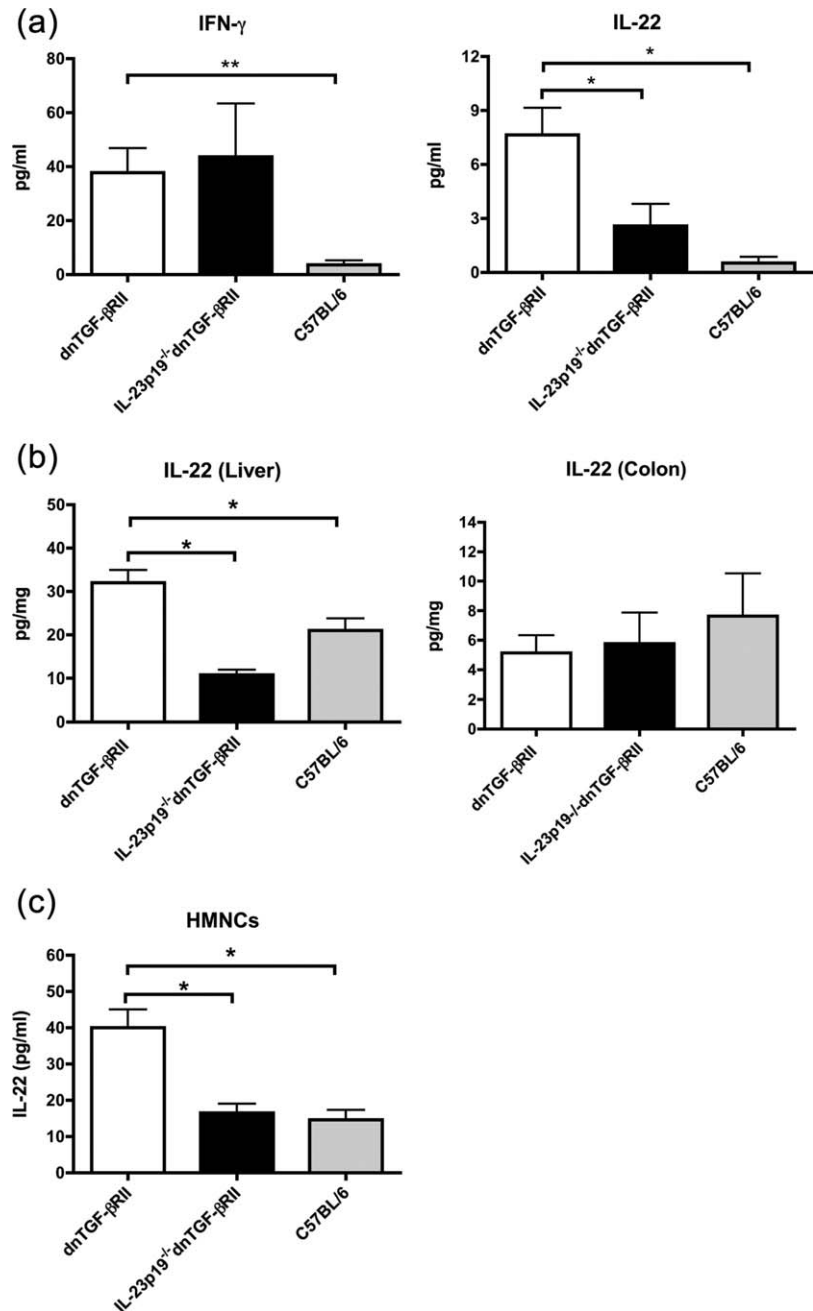 (a)
IFN-γ
**
80
60
40
20
0
pg/ml
dnTGF-βRII
IL-23p19-/-dnTGF-βRII
C57BL/6
IL-22
*
*
12
9
6
3
0
pg/ml
dnTGF-βRII
IL-23p19-/-dnTGF-βRII
C57BL/6
(b)
IL-22 (Liver)
*
*
50
40
30
20
10
0
pg/mg
dnTGF-βRII
IL-23p19-/-dnTGF-βRII
C57BL/6
IL-22 (Colon)
14
12
10
8
6
4
2
0
pg/mg
dnTGF-βRII
IL-23p19-/-dnTGF-βRII
C57BL/6
(c)
HMNCs
*
*
60
50
40
30
20
10
0
IL-22 (pg/ml)
dnTGF-βRII
IL-23p19-/-dnTGF-βRII
C57BL/6